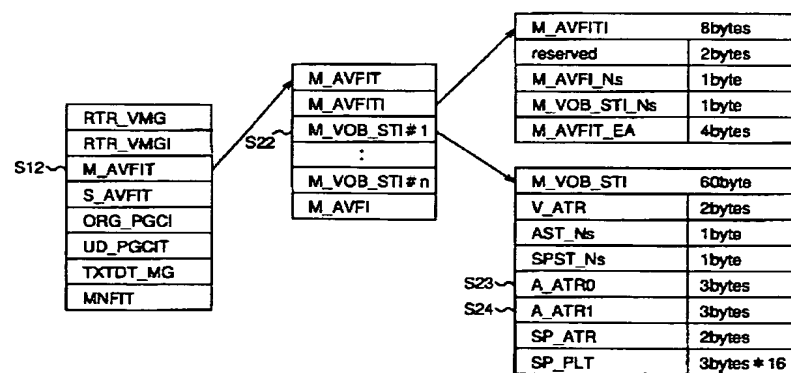 RTR_VMG
RTR_VMGI
S12
M_AVFIT
S_AVFIT
ORG_PGCI
UD_PGCIT
TXTDT_MG
MNFIT
M_AVFIT
M_AVFITI
S22
M_VOB_STI#1
:
M_VOB_STI#n
M_AVFI
M_AVFITI 8bytes
reserved 2bytes
M_AVFI_Ns 1byte
M_VOB_STI_Ns 1byte
M_AVFIT_EA 4bytes
M_VOB_STI 60byte
V_ATR 2bytes
AST_Ns 1byte
SPST_Ns 1byte
S23 A_ATR0 3bytes
S24 A_ATR1 3bytes
SP_ATR 2bytes
SP_PLT 3bytes*16